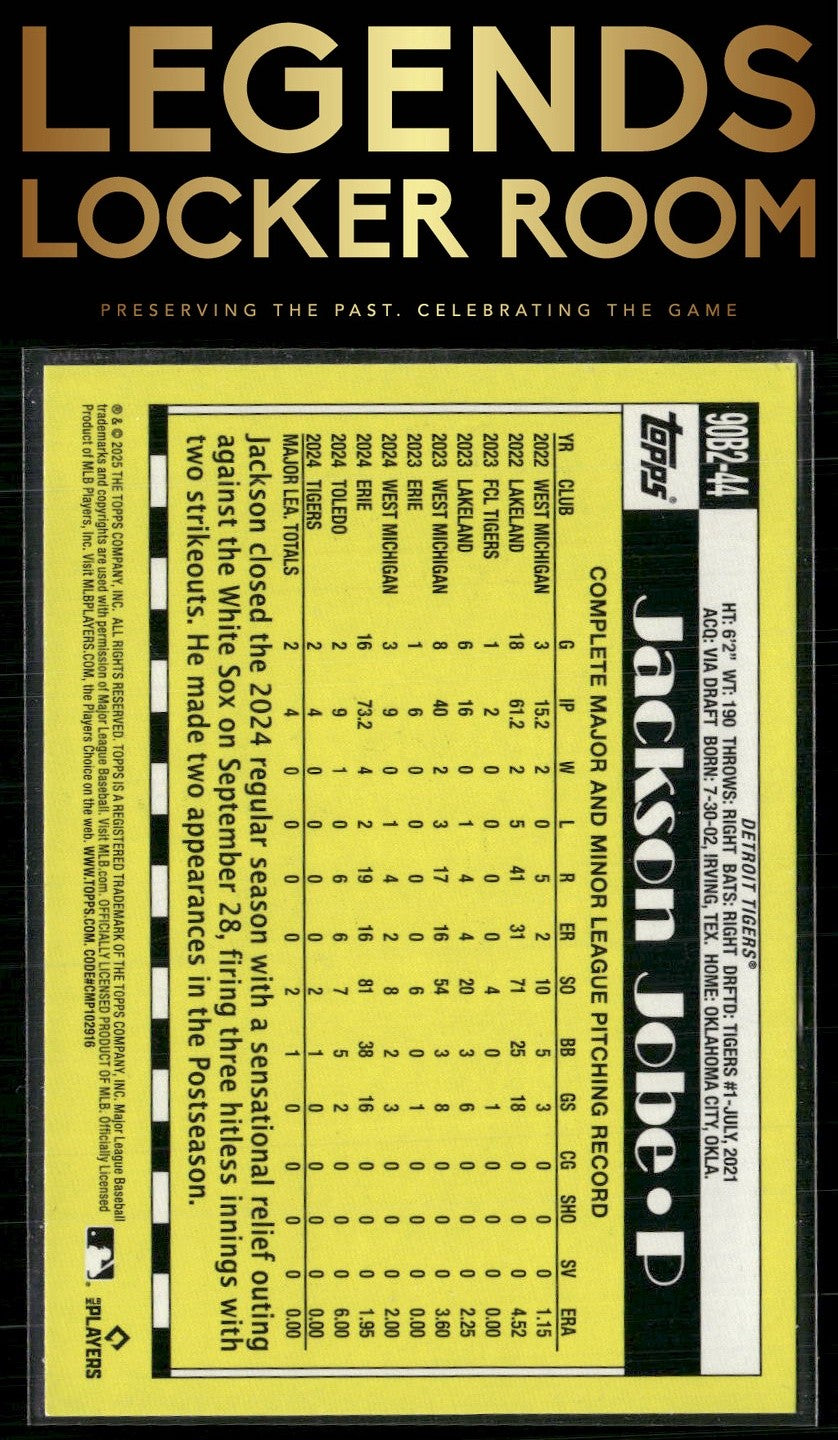 LEGENDS
LOCKER ROOM
PRESERVING THE PAST. CELEBRATING THE GAME
90B2-44
DETROIT TIGERS®
HT: 6'2" WT: 190 THROWS: RIGHT BATS: RIGHT DRFTD: TIGERS #1-JULY, 2021
ACQ: VIA DRAFT BORN: 7-30-02, IRVING, TEX. HOME: OKLAHOMA CITY, OKLA.
topps®
Jackson Jobe • P
COMPLETE MAJOR AND MINOR LEAGUE PITCHING RECORD
YR CLUB G IP W L R ER SO BB GS CG SHO SV ERA
2022 WEST MICHIGAN 3 15.2 2 0 5 2 10 5 3 0 0 0 1.15
2022 LAKELAND 18 61.2 2 5 41 31 71 25 18 0 0 0 4.52
2023 FCL TIGERS 1 2 0 0 0 0 4 0 1 0 0 0 0.00
2023 LAKELAND 6 16 0 1 4 4 20 3 6 0 0 0 2.25
2023 WEST MICHIGAN 8 40 2 3 17 16 54 3 8 0 0 0 3.60
2023 ERIE 1 6 0 0 0 0 6 0 1 0 0 0 0.00
2024 WEST MICHIGAN 3 9 0 1 4 2 8 2 3 0 0 0 2.00
2024 ERIE 16 73.2 4 2 19 16 81 38 16 0 0 0 1.95
2024 TOLEDO 2 9 1 0 6 6 7 5 2 0 0 0 6.00
2024 TIGERS 2 4 0 0 0 0 2 1 0 0 0 0 0.00
MAJOR LEA. TOTALS 2 4 0 0 0 0 2 1 0 0 0 0 0.00
Jackson closed the 2024 regular season with a sensational relief outing
against the White Sox on September 28, firing three hitless innings with
two strikeouts. He made two appearances in the Postseason.
® & © 2025 THE TOPPS COMPANY, INC. ALL RIGHTS RESERVED. TOPPS IS A REGISTERED TRADEMARK OF THE TOPPS COMPANY, INC. Major League Baseball
trademarks and copyrights are used with permission of Major League Baseball. Visit MLB.com. OFFICIALLY LICENSED PRODUCT OF MLB. Officially Licensed
Product of MLB Players, Inc. Visit MLBPLAYERS.COM, the Players Choice on the web. WWW.TOPPS.COM. CODE#CMP102916
MLB PLAYERS